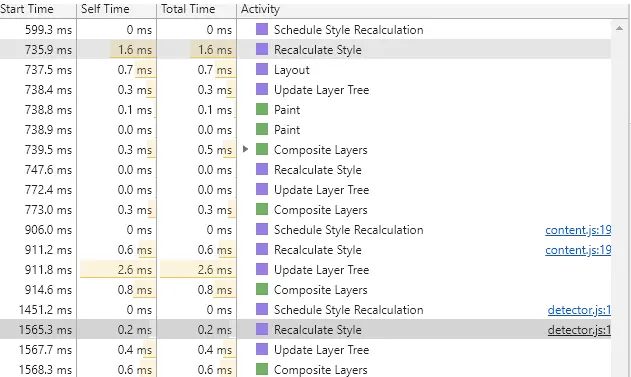 Start Time Self Time Total Time Activity
599.3 ms 0 ms 0 ms Schedule Style Recalculation
735.9 ms 1.6 ms 1.6 ms Recalculate Style
737.5 ms 0.7 ms 0.7 ms Layout
738.4 ms 0.3 ms 0.3 ms Update Layer Tree
738.8 ms 0.1 ms 0.1 ms Paint
738.9 ms 0.0 ms 0.0 ms Paint
739.5 ms 0.3 ms 0.5 ms Composite Layers
747.6 ms 0.0 ms 0.0 ms Recalculate Style
772.4 ms 0.0 ms 0.0 ms Update Layer Tree
773.0 ms 0.3 ms 0.3 ms Composite Layers
906.0 ms 0 ms 0 ms Schedule Style Recalculation content.js:19
911.2 ms 0.6 ms 0.6 ms Recalculate Style content.js:19
911.8 ms 2.6 ms 2.6 ms Update Layer Tree
914.6 ms 0.8 ms 0.8 ms Composite Layers
1451.2 ms 0 ms 0 ms Schedule Style Recalculation detector.js:1
1565.3 ms 0.2 ms 0.2 ms Recalculate Style detector.js:1
1567.7 ms 0.4 ms 0.4 ms Update Layer Tree
1568.3 ms 0.6 ms 0.6 ms Composite Layers